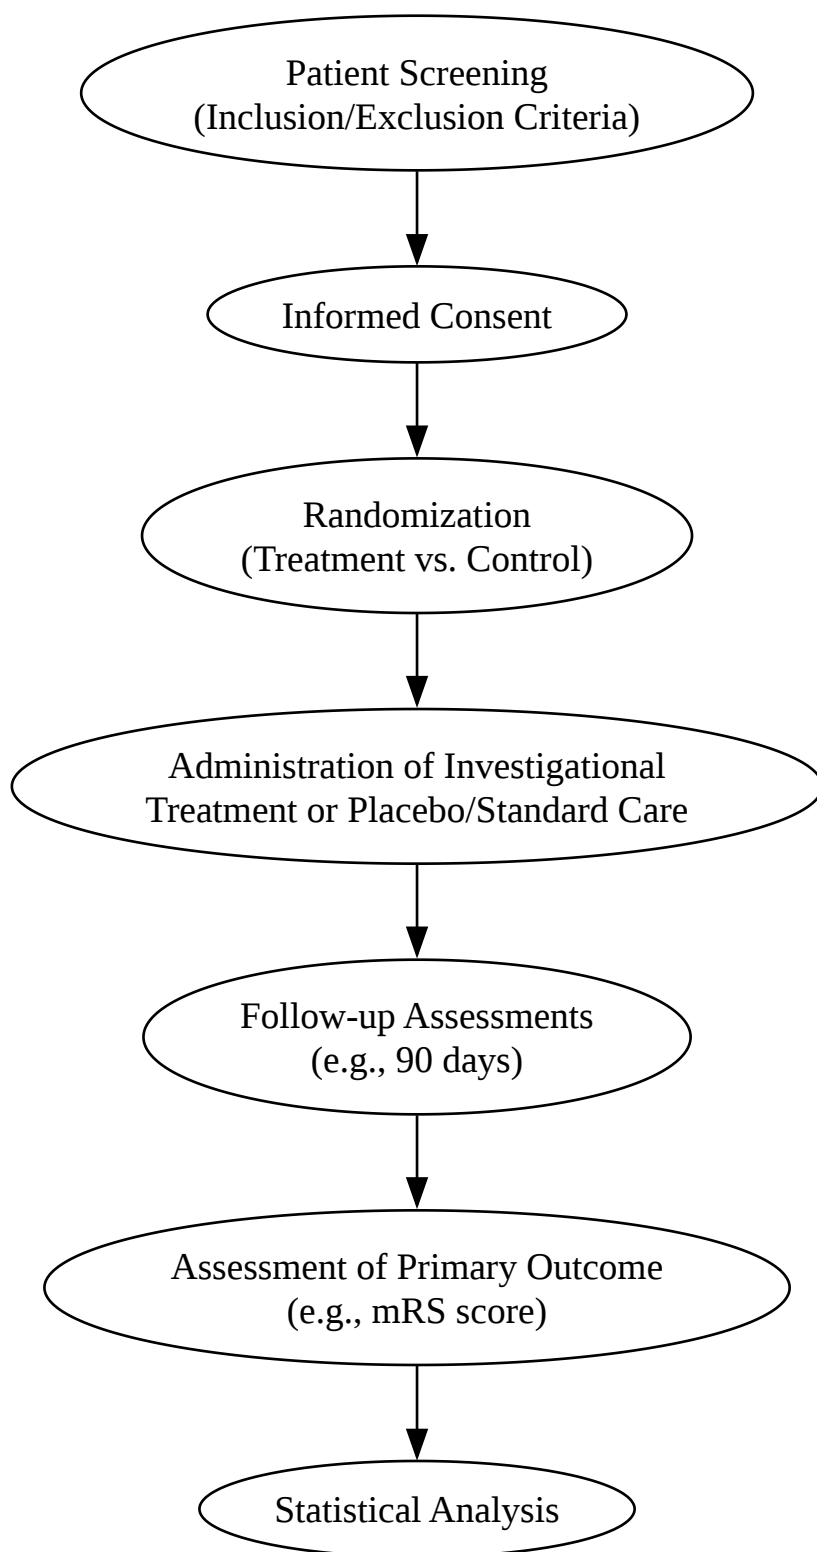 Patient Screening
(Inclusion/Exclusion Criteria)
Informed Consent
Randomization
(Treatment vs. Control)
Administration of Investigational
Treatment or Placebo/Standard Care
Follow-up Assessments
(e.g., 90 days)
Assessment of Primary Outcome
(e.g., mRS score)
Statistical Analysis